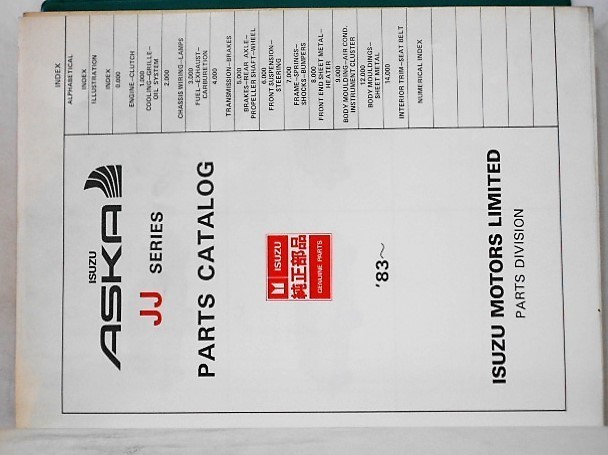 INDEX
ALPHABETICAL
INDEX
ILLUSTRATION
INDEX
0.000
ENGINE–CLUTCH
1.000
COOLING–GRILLE–
OIL SYSTEM
2.000
CHASSIS WIRING–LAMPS
3.000
FUEL–EXHAUST–
CARBURETION
4.000
TRANSMISSION–BRAKES
5.000
BRAKES–REAR AXLE–
PROPELLER SHAFT–WHEEL
6.000
FRONT SUSPENSION–
STEERING
7.000
FRAME–SPRINGS–
SHOCKS–BUMPERS
8.000
FRONT END SHEET METAL–
HEATER
9.000
BODY MOULDING–AIR COND.
INSTRUMENT CLUSTER
12.000
BODY MOULDINGS–
SHEET METAL
14.000
INTERIOR TRIM–SEAT BELT
NUMERICAL INDEX
ISUZU
ASKA
JJ SERIES
PARTS CATALOG
ISUZU
純正部品
GENUINE PARTS
'83～
ISUZU MOTORS LIMITED
PARTS DIVISION